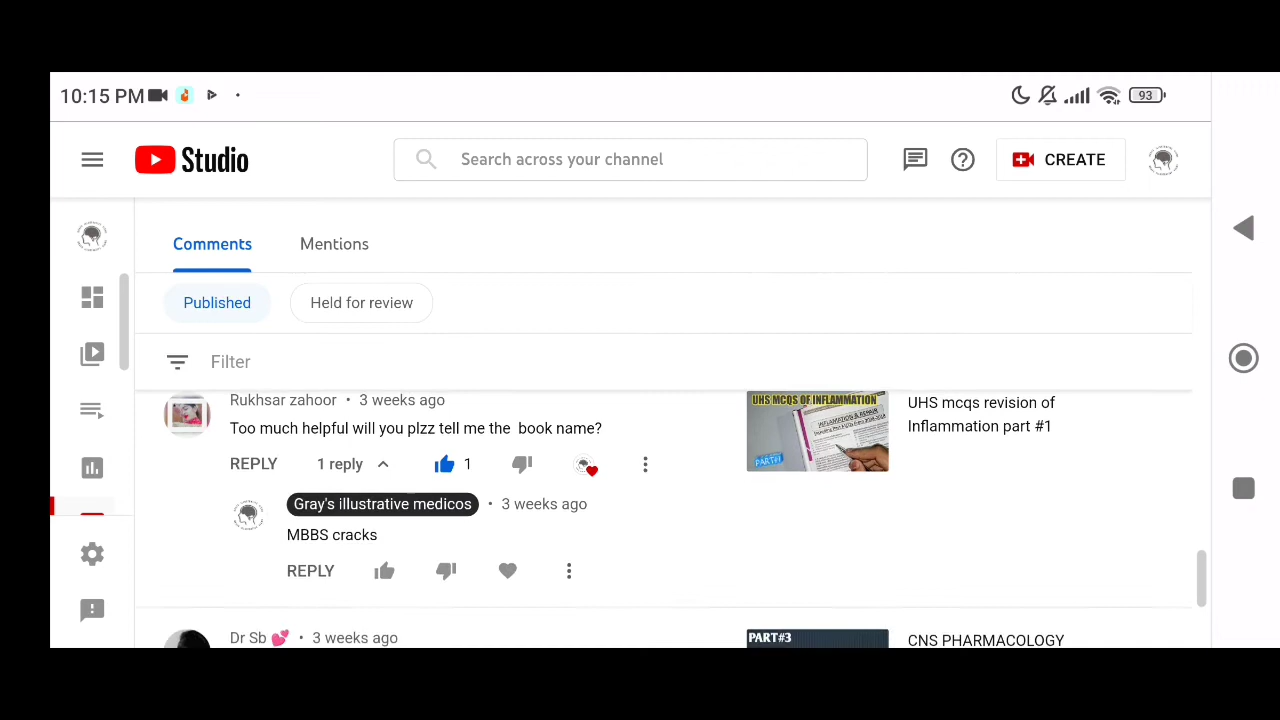 10:15 PM
93
Studio
Search across your channel
CREATE
Comments
Mentions
Published
Held for review
Filter
Rukhsar zahoor • 3 weeks ago
Too much helpful will you plzz tell me the book name?
REPLY
1 reply
1
UHS MCQS OF INFLAMMATION
INFLAMMATION & REPAIR
PART#1
UHS mcqs revision of
Inflammation part #1
Gray's illustrative medicos • 3 weeks ago
MBBS cracks
REPLY
Dr Sb 💕 • 3 weeks ago
PART#3
CNS PHARMACOLOGY